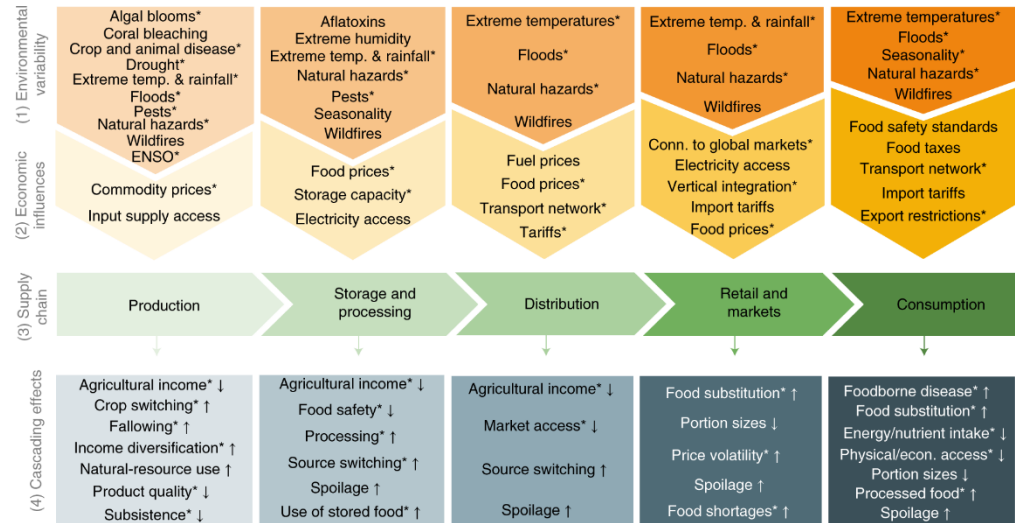 (1) Environmental
variability
Algal blooms*
Coral bleaching
Crop and animal disease*
Drought*
Extreme temp. & rainfall*
Floods*
Pests*
Natural hazards*
Wildfires
ENSO*
Aflatoxins
Extreme humidity
Extreme temp. & rainfall*
Natural hazards*
Pests*
Seasonality
Wildfires
Extreme temperatures*
Floods*
Natural hazards*
Wildfires
Extreme temp. & rainfall*
Floods*
Natural hazards*
Wildfires
Extreme temperatures*
Floods*
Seasonality*
Natural hazards*
Wildfires
(2) Economic
influences
Commodity prices*
Input supply access
Food prices*
Storage capacity*
Electricity access
Fuel prices
Food prices*
Transport network*
Tariffs*
Conn. to global markets*
Electricity access
Vertical integration*
Import tariffs
Food prices*
Food safety standards
Food taxes
Transport network*
Import tariffs
Export restrictions*
(3) Supply
chain
Production
Storage and
processing
Distribution
Retail and
markets
Consumption
(4) Cascading effects
Agricultural income* ↓
Crop switching* ↑
Fallowing* ↑
Income diversification* ↑
Natural-resource use ↑
Product quality* ↓
Subsistence* ↓
Agricultural income* ↓
Food safety* ↓
Processing* ↑
Source switching* ↑
Spoilage ↑
Use of stored food* ↑
Agricultural income* ↓
Market access* ↓
Source switching ↑
Spoilage ↑
Food substitution* ↑
Portion sizes ↓
Price volatility* ↑
Spoilage ↑
Food shortages* ↑
Foodborne disease* ↑
Food substitution* ↑
Energy/nutrient intake* ↓
Physical/econ. access* ↓
Portion sizes ↓
Processed food* ↑
Spoilage ↑